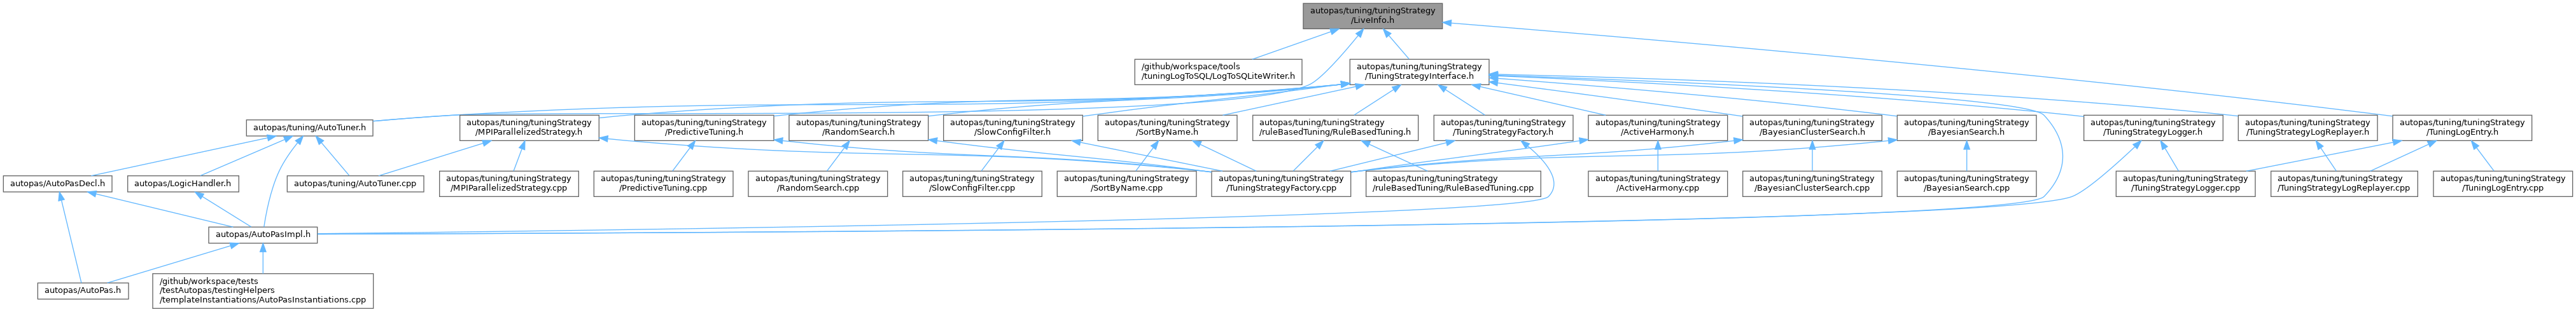 autopas/tuning/tuningStrategy
/LiveInfo.h
/github/workspace/tools
/tuningLogToSQL/LogToSQLiteWriter.h
autopas/tuning/tuningStrategy
/TuningStrategyInterface.h
autopas/tuning/AutoTuner.h
autopas/tuning/tuningStrategy
/MPIParallelizedStrategy.h
autopas/tuning/tuningStrategy
/PredictiveTuning.h
autopas/tuning/tuningStrategy
/RandomSearch.h
autopas/tuning/tuningStrategy
/SlowConfigFilter.h
autopas/tuning/tuningStrategy
/SortByName.h
autopas/tuning/tuningStrategy
/ruleBasedTuning/RuleBasedTuning.h
autopas/tuning/tuningStrategy
/TuningStrategyFactory.h
autopas/tuning/tuningStrategy
/ActiveHarmony.h
autopas/tuning/tuningStrategy
/BayesianClusterSearch.h
autopas/tuning/tuningStrategy
/BayesianSearch.h
autopas/tuning/tuningStrategy
/TuningStrategyLogger.h
autopas/tuning/tuningStrategy
/TuningStrategyLogReplayer.h
autopas/tuning/tuningStrategy
/TuningLogEntry.h
autopas/AutoPasDecl.h
autopas/LogicHandler.h
autopas/tuning/AutoTuner.cpp
autopas/tuning/tuningStrategy
/MPIParallelizedStrategy.cpp
autopas/tuning/tuningStrategy
/PredictiveTuning.cpp
autopas/tuning/tuningStrategy
/RandomSearch.cpp
autopas/tuning/tuningStrategy
/SlowConfigFilter.cpp
autopas/tuning/tuningStrategy
/SortByName.cpp
autopas/tuning/tuningStrategy
/TuningStrategyFactory.cpp
autopas/tuning/tuningStrategy
/ruleBasedTuning/RuleBasedTuning.cpp
autopas/tuning/tuningStrategy
/ActiveHarmony.cpp
autopas/tuning/tuningStrategy
/BayesianClusterSearch.cpp
autopas/tuning/tuningStrategy
/BayesianSearch.cpp
autopas/tuning/tuningStrategy
/TuningStrategyLogger.cpp
autopas/tuning/tuningStrategy
/TuningStrategyLogReplayer.cpp
autopas/tuning/tuningStrategy
/TuningLogEntry.cpp
autopas/AutoPasImpl.h
autopas/AutoPas.h
/github/workspace/tests
/testAutopas/testingHelpers
/templateInstantiations/AutoPasInstantiations.cpp